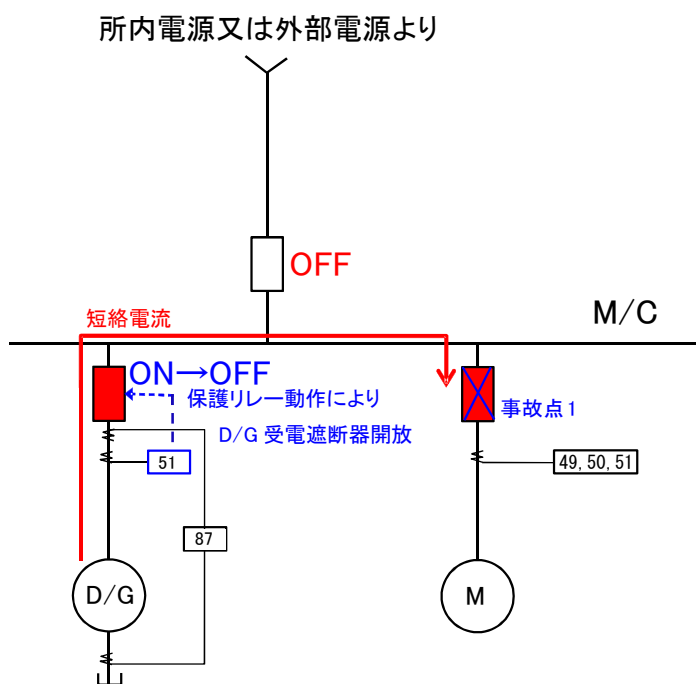 所内電源又は外部電源より
OFF
M/C
短絡電流
ON→OFF
保護リレー動作により
D/G 受電遮断器開放
事故点1
51
49, 50, 51
87
D/G
M